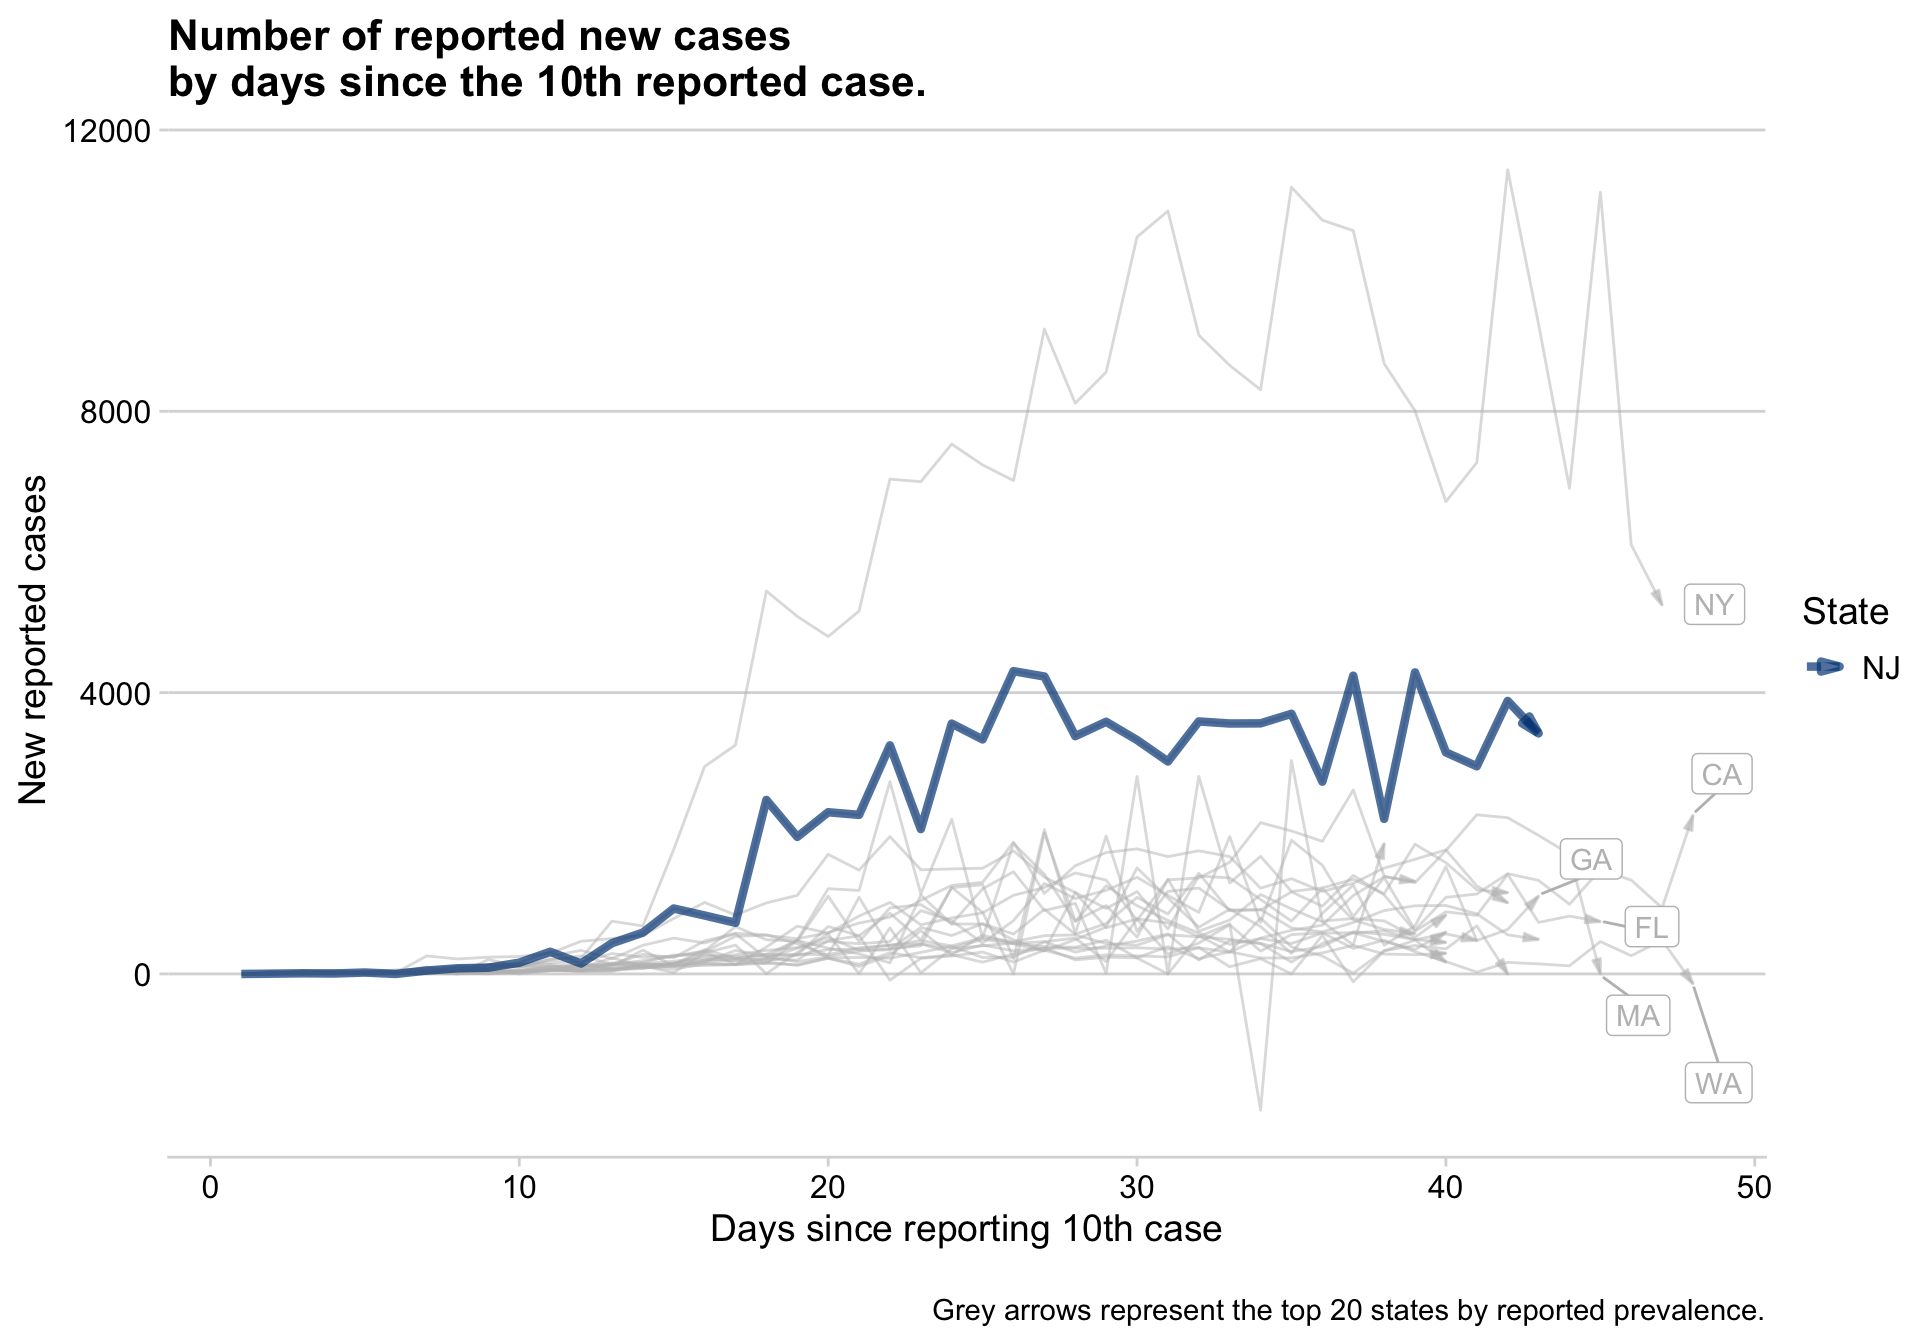 Number of reported new cases
by days since the 10th reported case.
12000
8000
4000
0
New reported cases
NY
CA
GA
FL
MA
WA
State
NJ
0 10 20 30 40 50
Days since reporting 10th case
Grey arrows represent the top 20 states by reported prevalence.